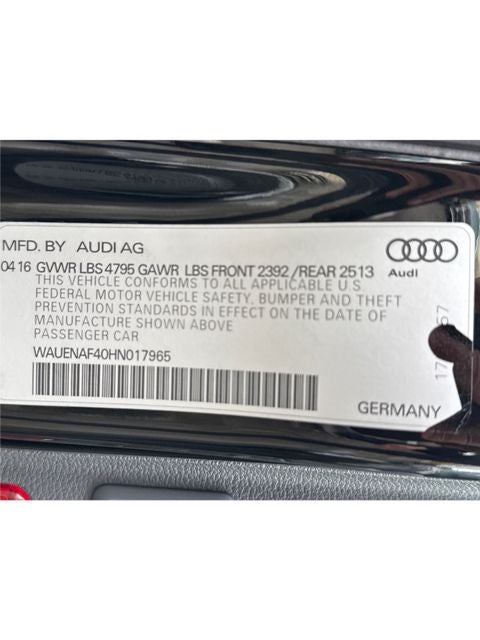 MFD. BY AUDI AG
04 16 GVWR LBS 4795 GAWR LBS FRONT 2392 /REAR 2513
Audi
THIS VEHICLE CONFORMS TO ALL APPLICABLE U.S.
FEDERAL MOTOR VEHICLE SAFETY, BUMPER AND THEFT
PREVENTION STANDARDS IN EFFECT ON THE DATE OF
MANUFACTURE SHOWN ABOVE
PASSENGER CAR
WAUENAF40HN017965
GERMANY